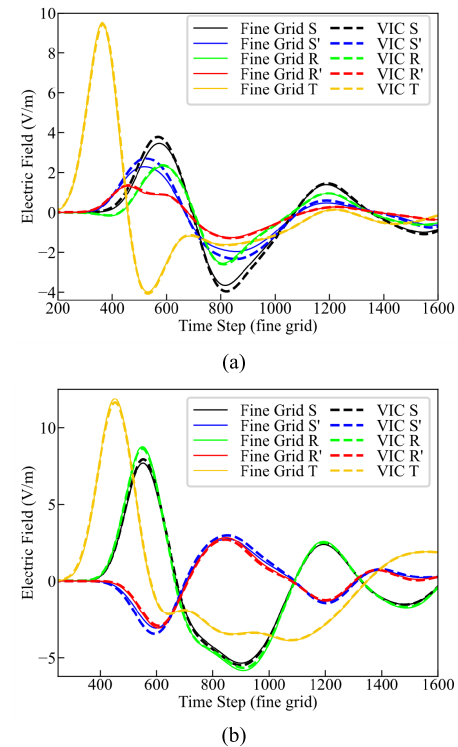 10
8
6
4
2
0
−2
−4
Electric Field (V/m)
Fine Grid S VIC S
Fine Grid S' VIC S'
Fine Grid R VIC R
Fine Grid R' VIC R'
Fine Grid T VIC T
200 400 600 800 1000 1200 1400 1600
Time Step (fine grid)
(a)
10
5
0
−5
Electric Field (V/m)
Fine Grid S VIC S
Fine Grid S' VIC S'
Fine Grid R VIC R
Fine Grid R' VIC R'
Fine Grid T VIC T
400 600 800 1000 1200 1400 1600
Time Step (fine grid)
(b)